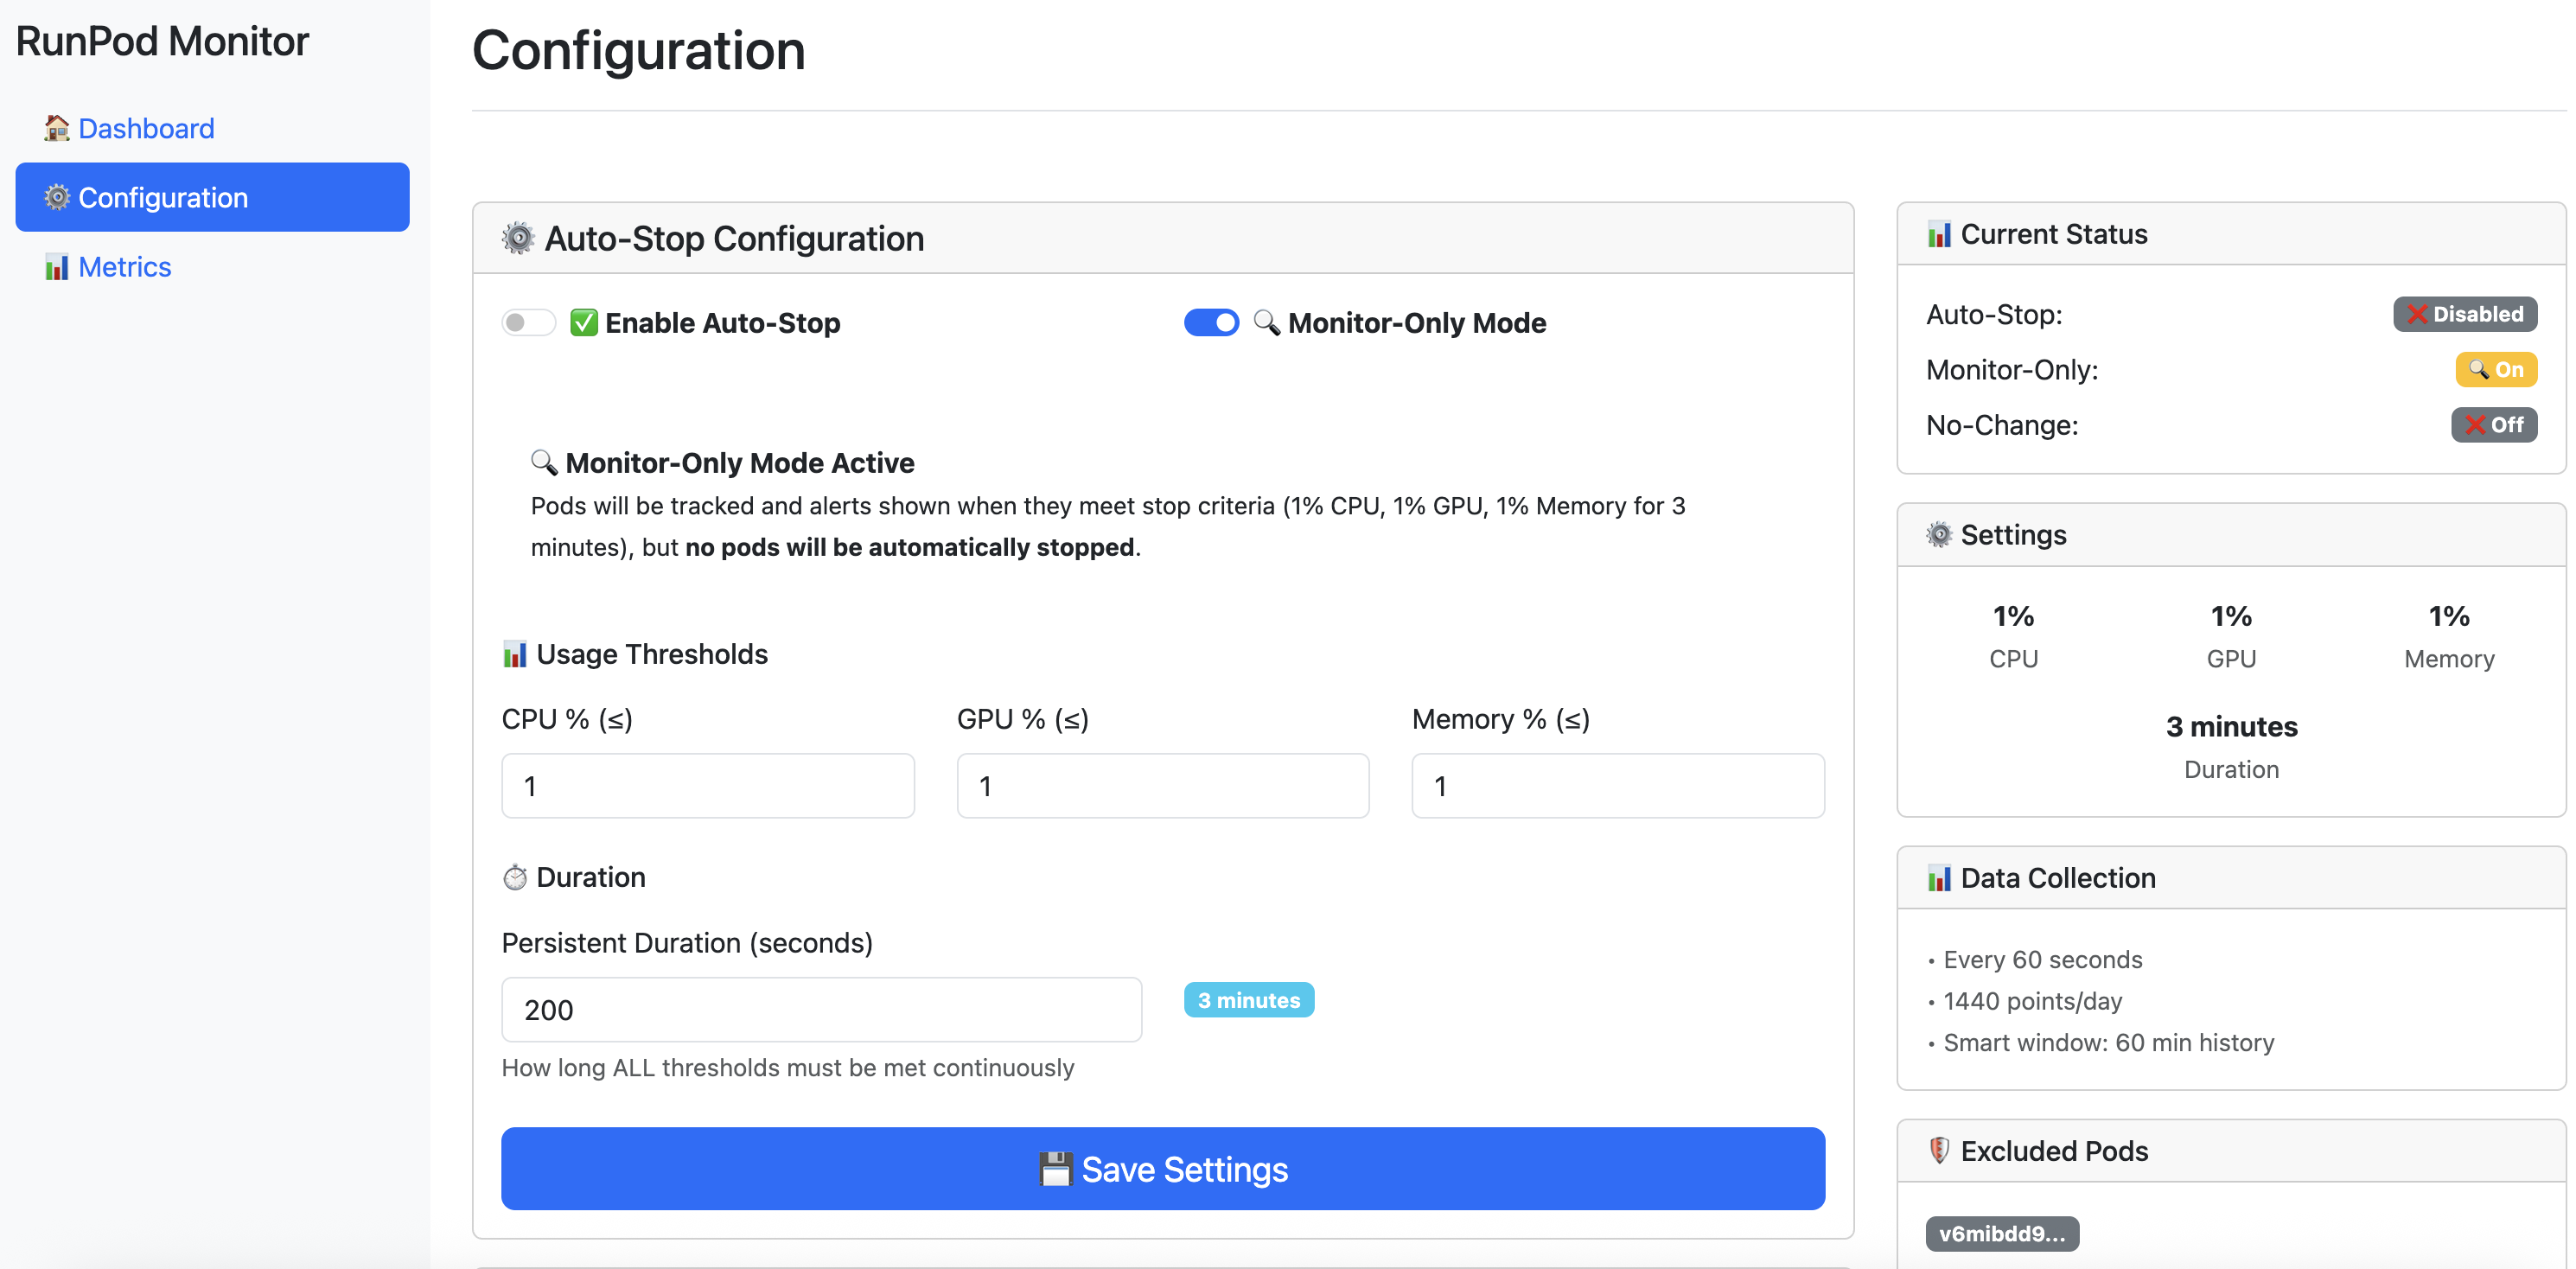 RunPod Monitor
🏠 Dashboard
⚙️ Configuration
📊 Metrics
Configuration
⚙️ Auto-Stop Configuration
✅ Enable Auto-Stop
🔍 Monitor-Only Mode
🔍 Monitor-Only Mode Active
Pods will be tracked and alerts shown when they meet stop criteria (1% CPU, 1% GPU, 1% Memory for 3
minutes), but no pods will be automatically stopped.
📊 Usage Thresholds
CPU % (≤)
GPU % (≤)
Memory % (≤)
1
1
1
⏱️ Duration
Persistent Duration (seconds)
200
3 minutes
How long ALL thresholds must be met continuously
💾 Save Settings
📊 Current Status
Auto-Stop: ❌ Disabled
Monitor-Only: 🔍 On
No-Change: ❌ Off
⚙️ Settings
1%
CPU
1%
GPU
1%
Memory
3 minutes
Duration
📊 Data Collection
• Every 60 seconds
• 1440 points/day
• Smart window: 60 min history
🛡️ Excluded Pods
v6mibdd9...